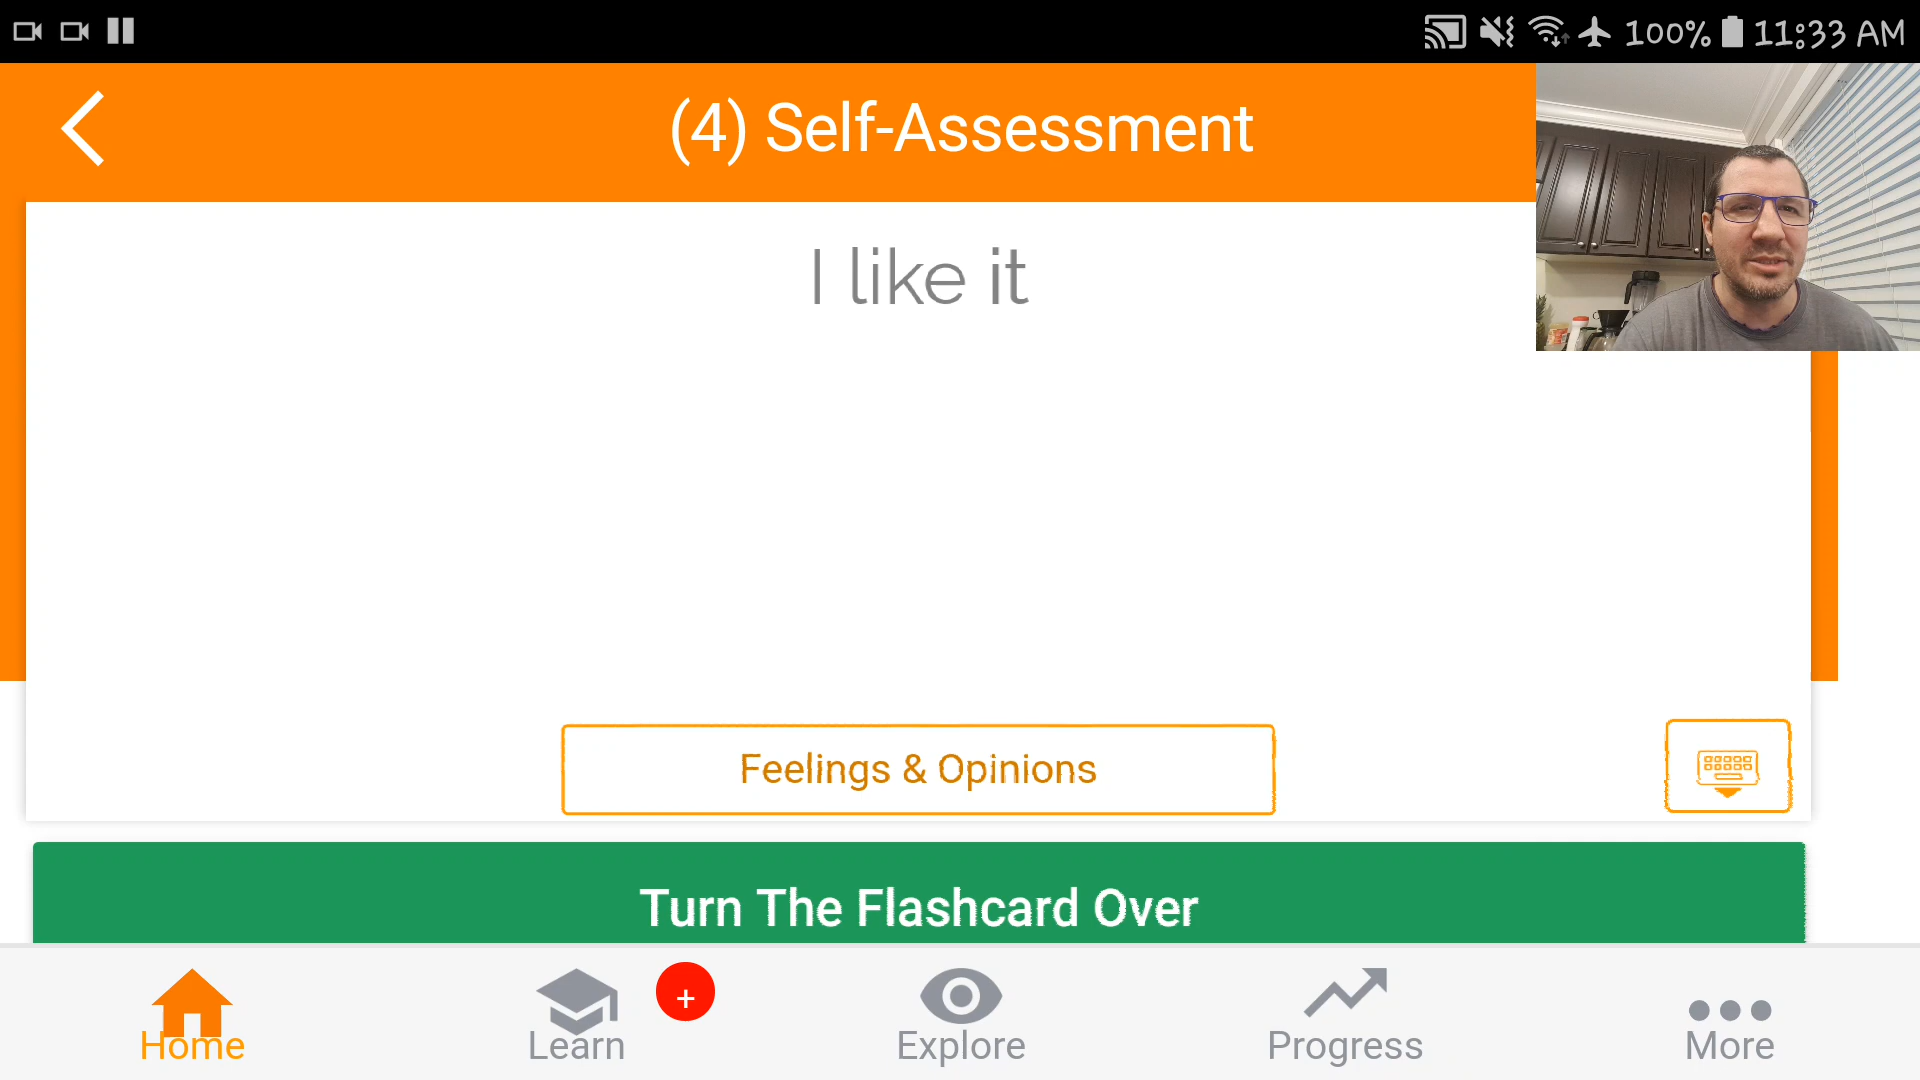 100% 11:33 AM
(4) Self-Assessment
I like it
Feelings & Opinions
Turn The Flashcard Over
+
Home
Learn
Explore
Progress
More